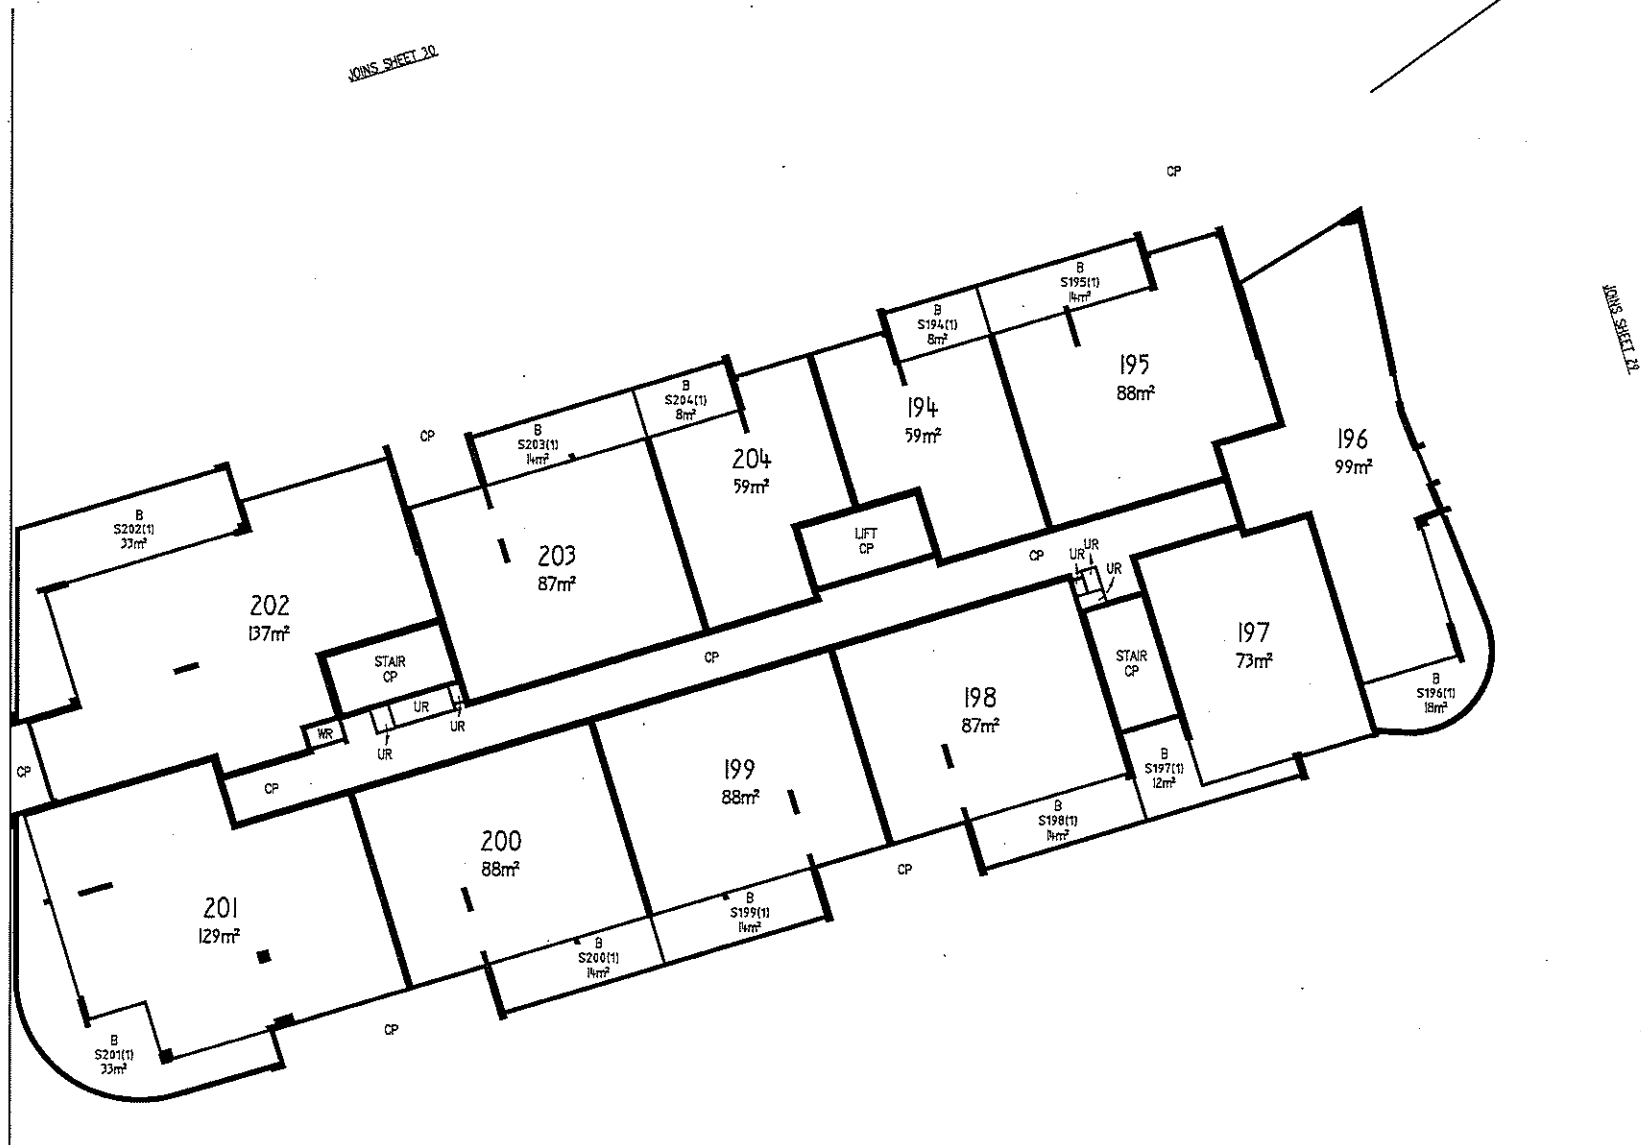 JOINS SHEET 30
CP
JOINS SHEET 29
B
S195(1)
14m²
B
S194(1)
8m²
195
88m²
194
59m²
B
S204(1)
8m²
204
59m²
B
S203(1)
14m²
CP
203
87m²
196
99m²
B
S202(1)
33m²
202
137m²
LIFT
CP
CP
UR
UR
UR
STAIR
CP
UR
UR
UR
WR
CP
CP
CP
197
73m²
STAIR
CP
B
S196(1)
18m²
198
87m²
B
S197(1)
12m²
199
88m²
B
S198(1)
14m²
200
88m²
CP
B
S199(1)
14m²
201
129m²
B
S200(1)
14m²
CP
B
S201(1)
33m²